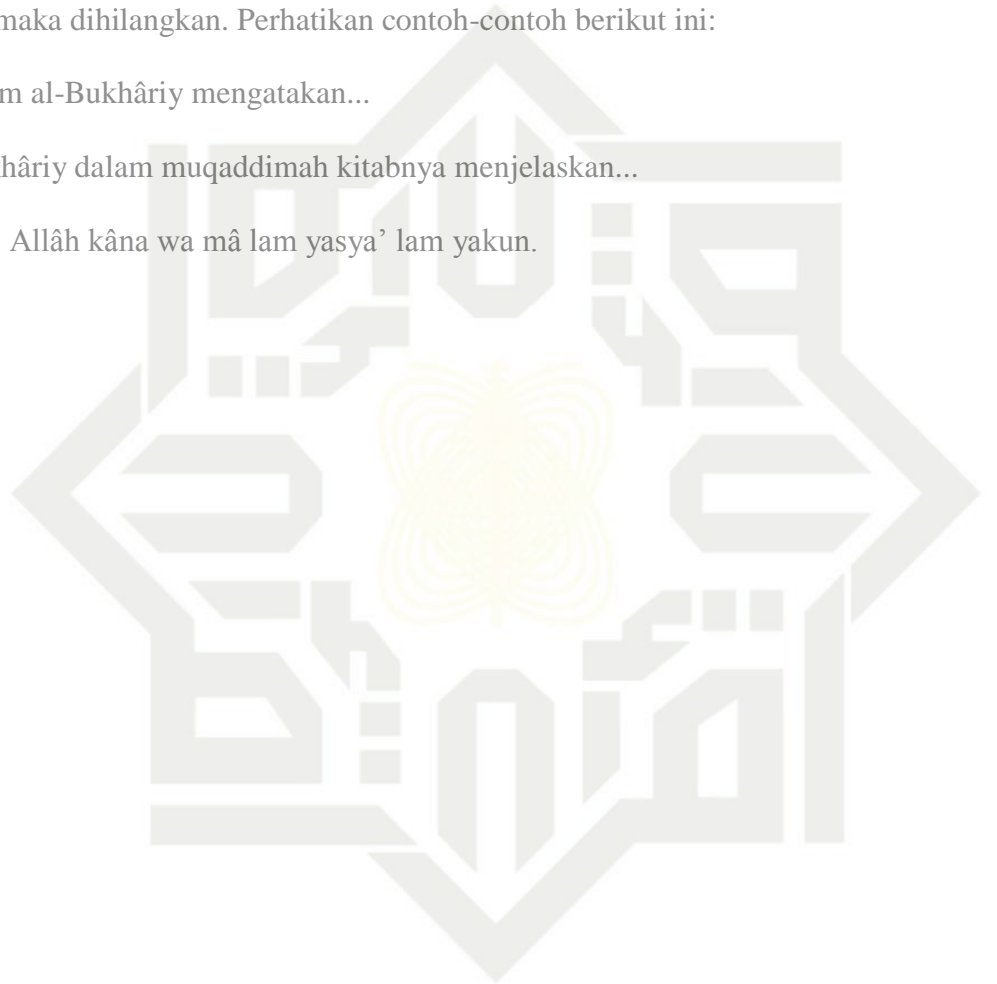 maka dihilangkan. Perhatikan contoh-contoh berikut ini:
m al-Bukhâriy mengatakan...
hâriy dalam muqaddimah kitabnya menjelaskan...
Allâh kâna wa mâ lam yasya’ lam yakun.